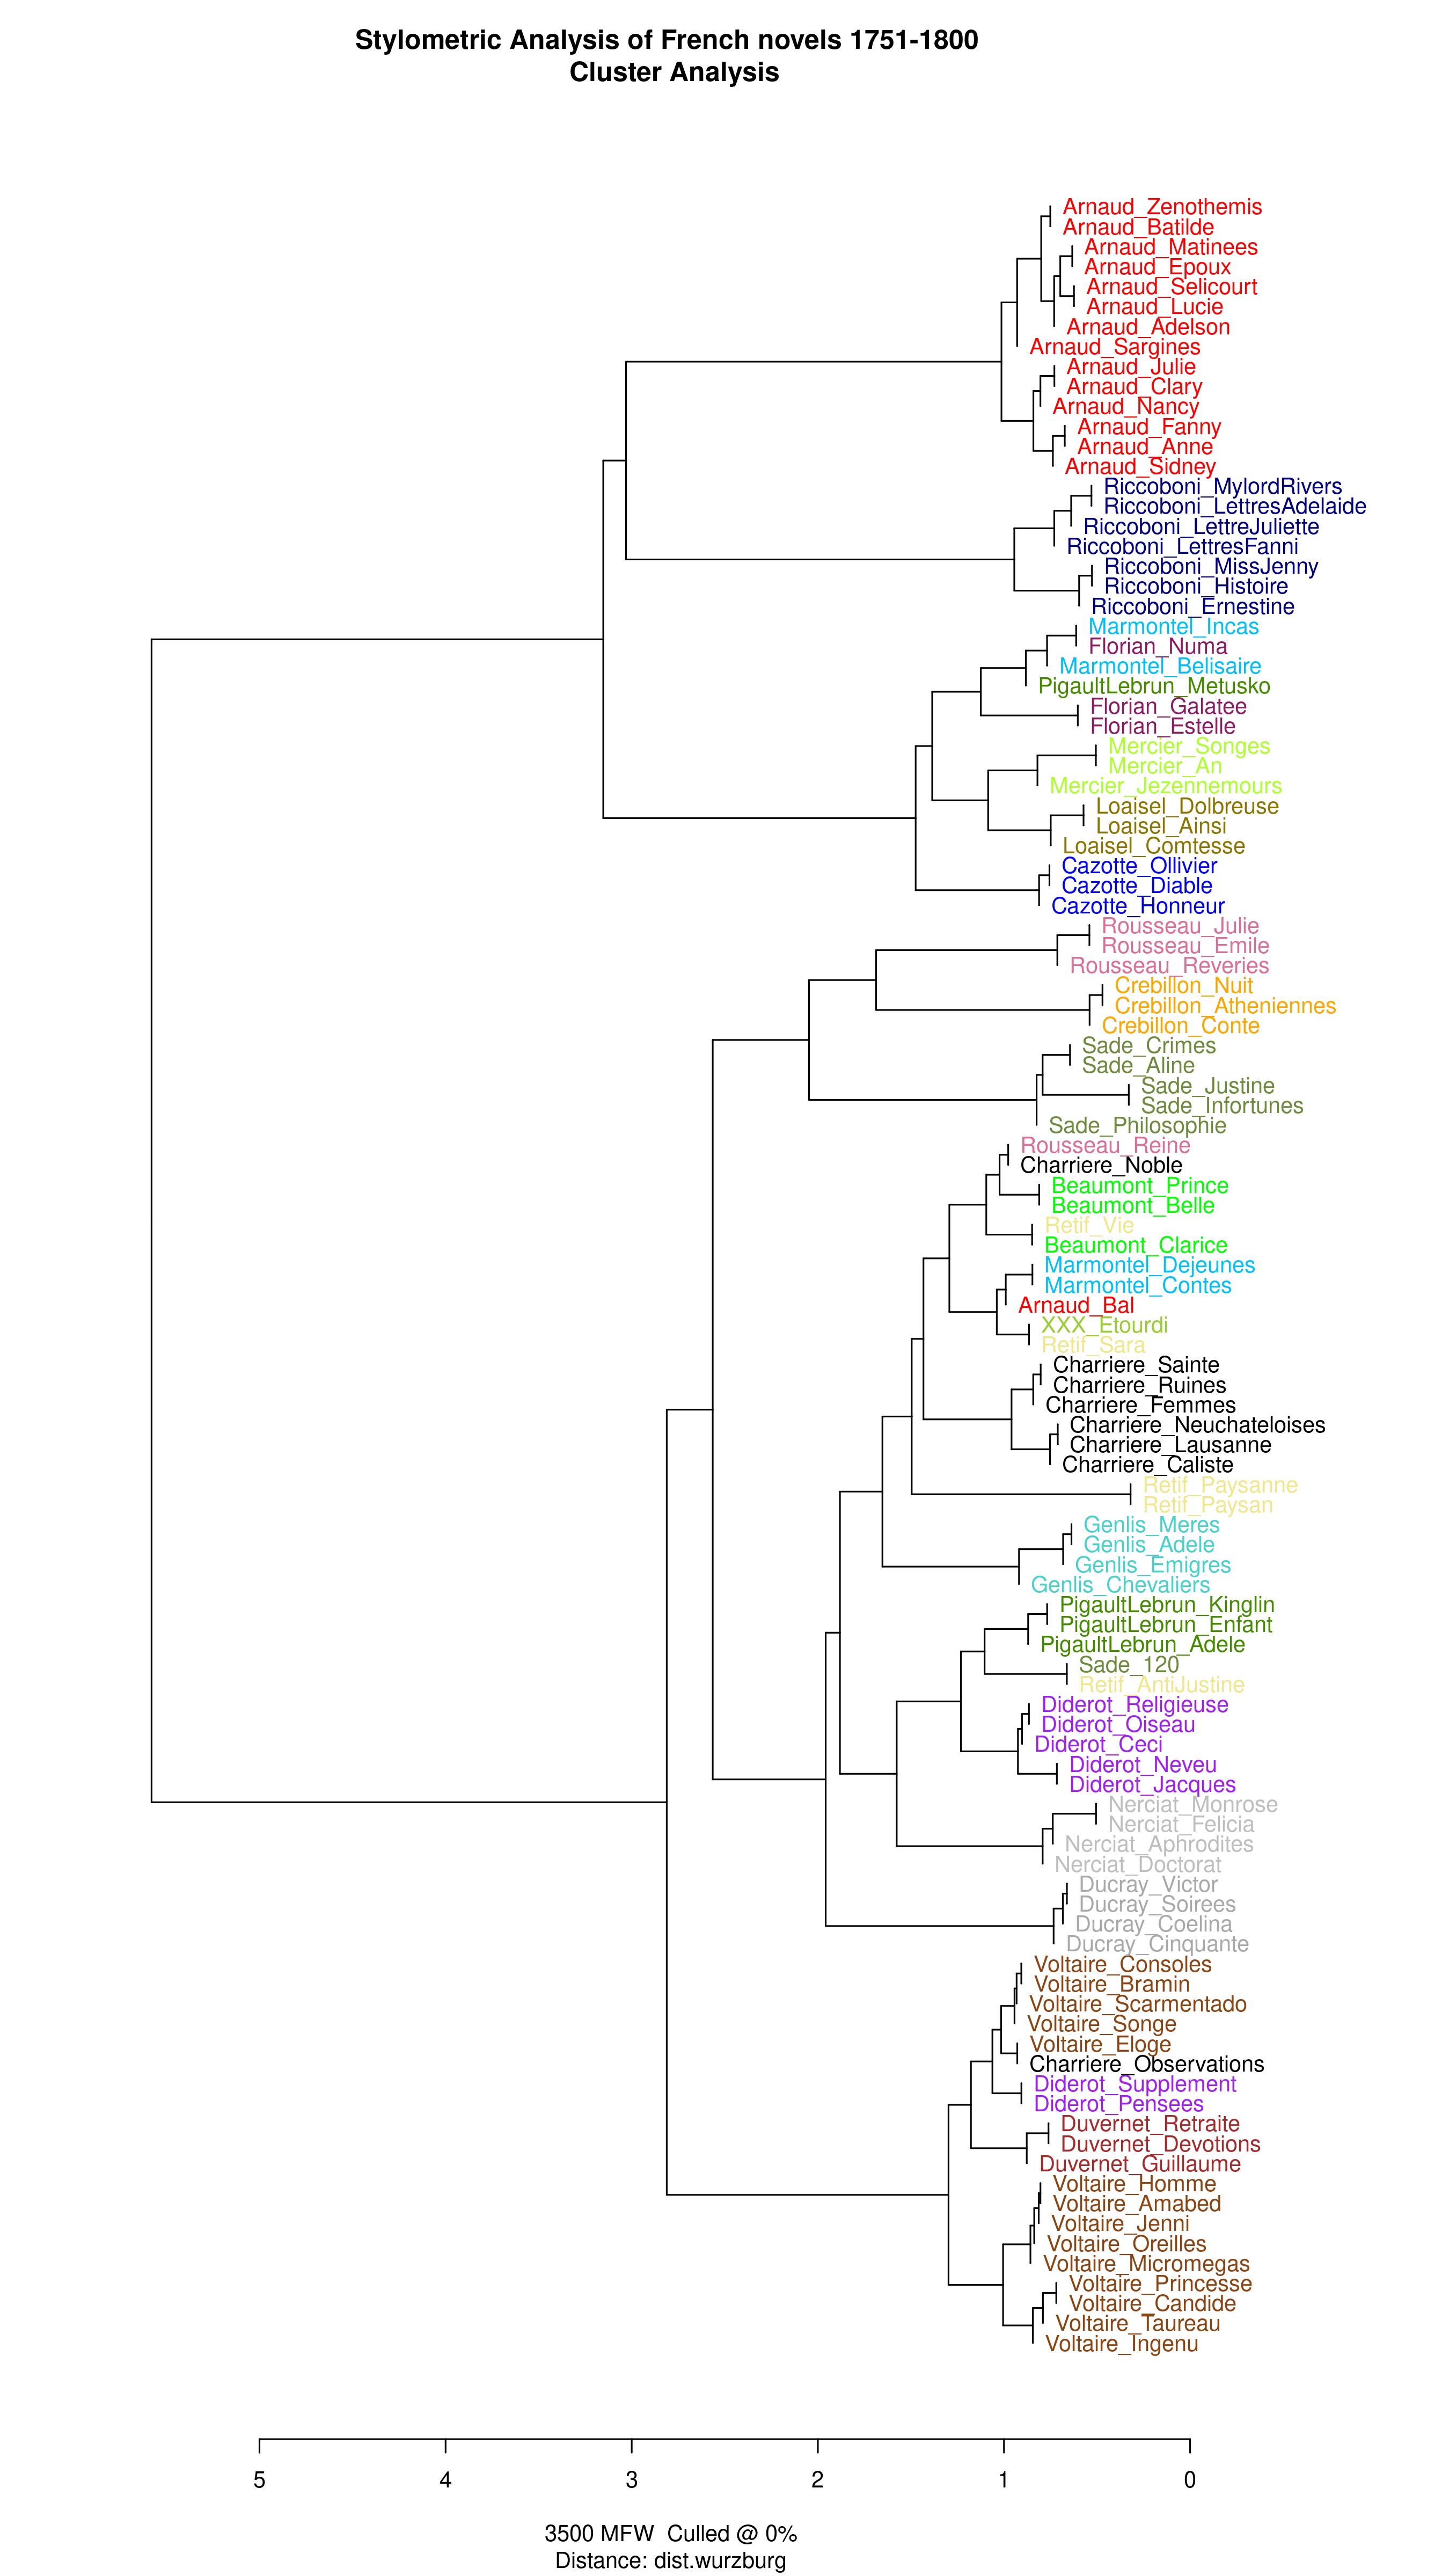 Stylometric Analysis of French novels 1751-1800
Cluster Analysis
Arnaud_Zenothemis
Arnaud_Batilde
Arnaud_Matinees
Arnaud_Epoux
Arnaud_Selicourt
Arnaud_Lucie
Arnaud_Adelson
Arnaud_Sargines
Arnaud_Julie
Arnaud_Clary
Arnaud_Nancy
Arnaud_Fanny
Arnaud_Anne
Arnaud_Sidney
Riccoboni_MylordRivers
Riccoboni_LettresAdelaide
Riccoboni_LettreJuliette
Riccoboni_LettresFanni
Riccoboni_MissJenny
Riccoboni_Histoire
Riccoboni_Ernestine
Marmontel_Incas
Florian_Numa
Marmontel_Belisaire
PigaultLebrun_Metusko
Florian_Galatee
Florian_Estelle
Mercier_Songes
Mercier_An
Mercier_Jezennemours
Loaisel_Dolbreuse
Loaisel_Ainsi
Loaisel_Comtesse
Cazotte_Ollivier
Cazotte_Diable
Cazotte_Honneur
Rousseau_Julie
Rousseau_Emile
Rousseau_Reveries
Crebillon_Nuit
Crebillon_Atheniennes
Crebillon_Conte
Sade_Crimes
Sade_Aline
Sade_Justine
Sade_Infortunes
Sade_Philosophie
Rousseau_Reine
Charriere_Noble
Beaumont_Prince
Beaumont_Belle
Retif_Vie
Beaumont_Clarice
Marmontel_Dejeunes
Marmontel_Contes
Arnaud_Bal
XXX_Etourdi
Retif_Sara
Charriere_Sainte
Charriere_Ruines
Charriere_Femmes
Charriere_Neuchateloises
Charriere_Lausanne
Charriere_Caliste
Retif_Paysanne
Retif_Paysan
Genlis_Meres
Genlis_Adele
Genlis_Emigres
Genlis_Chevaliers
PigaultLebrun_Kinglin
PigaultLebrun_Enfant
PigaultLebrun_Adele
Sade_120
Retif_AntiJustine
Diderot_Religieuse
Diderot_Oiseau
Diderot_Ceci
Diderot_Neveu
Diderot_Jacques
Nerciat_Monrose
Nerciat_Felicia
Nerciat_Aphrodites
Nerciat_Doctorat
Ducray_Victor
Ducray_Soirees
Ducray_Coelina
Ducray_Cinquante
Voltaire_Consoles
Voltaire_Bramin
Voltaire_Scarmentado
Voltaire_Songe
Voltaire_Eloge
Charriere_Observations
Diderot_Supplement
Diderot_Pensees
Duvernet_Retraite
Duvernet_Devotions
Duvernet_Guillaume
Voltaire_Homme
Voltaire_Amabed
Voltaire_Jenni
Voltaire_Oreilles
Voltaire_Micromegas
Voltaire_Princesse
Voltaire_Candide
Voltaire_Taureau
Voltaire_Ingenu
5 4 3 2 1 0
3500 MFW  Culled @ 0%
Distance: dist.wurzburg